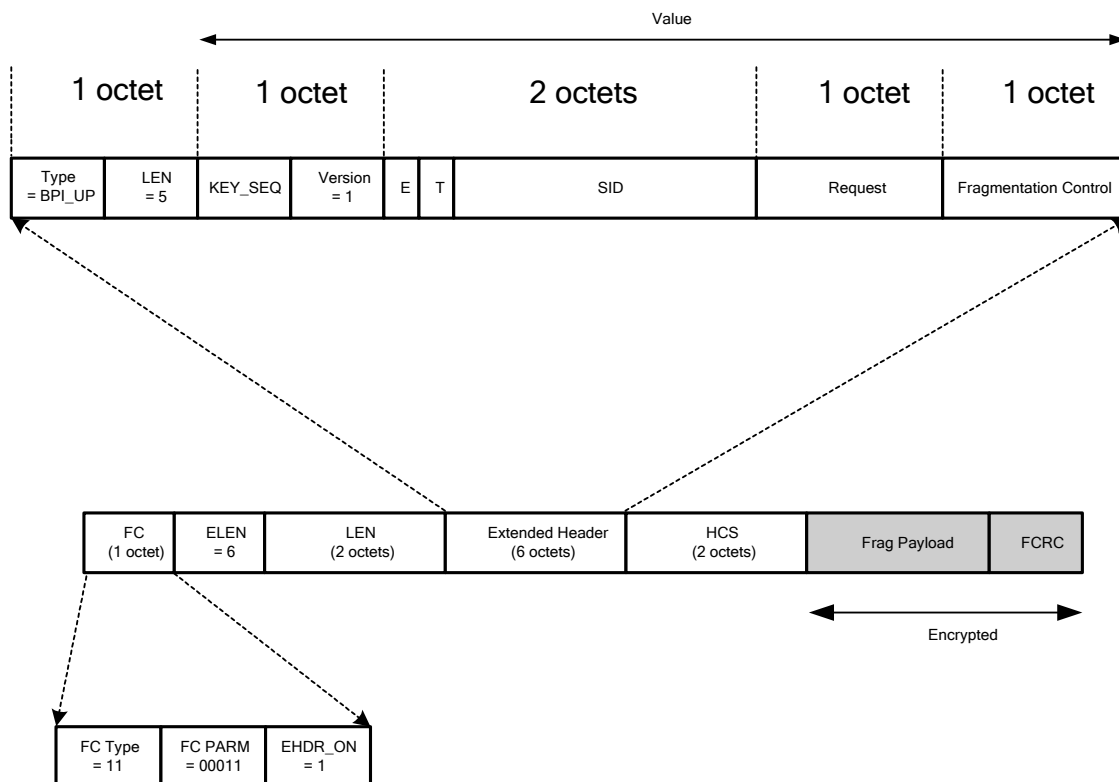 Value
1 octet
1 octet
2 octets
1 octet
1 octet
Type
= BPI_UP
LEN
= 5
KEY_SEQ
Version
= 1
E
T
SID
Request
Fragmentation Control
FC
(1 octet)
ELEN
= 6
LEN
(2 octets)
Extended Header
(6 octets)
HCS
(2 octets)
Frag Payload
FCRC
Encrypted
FC Type
= 11
FC PARM
= 00011
EHDR_ON
= 1